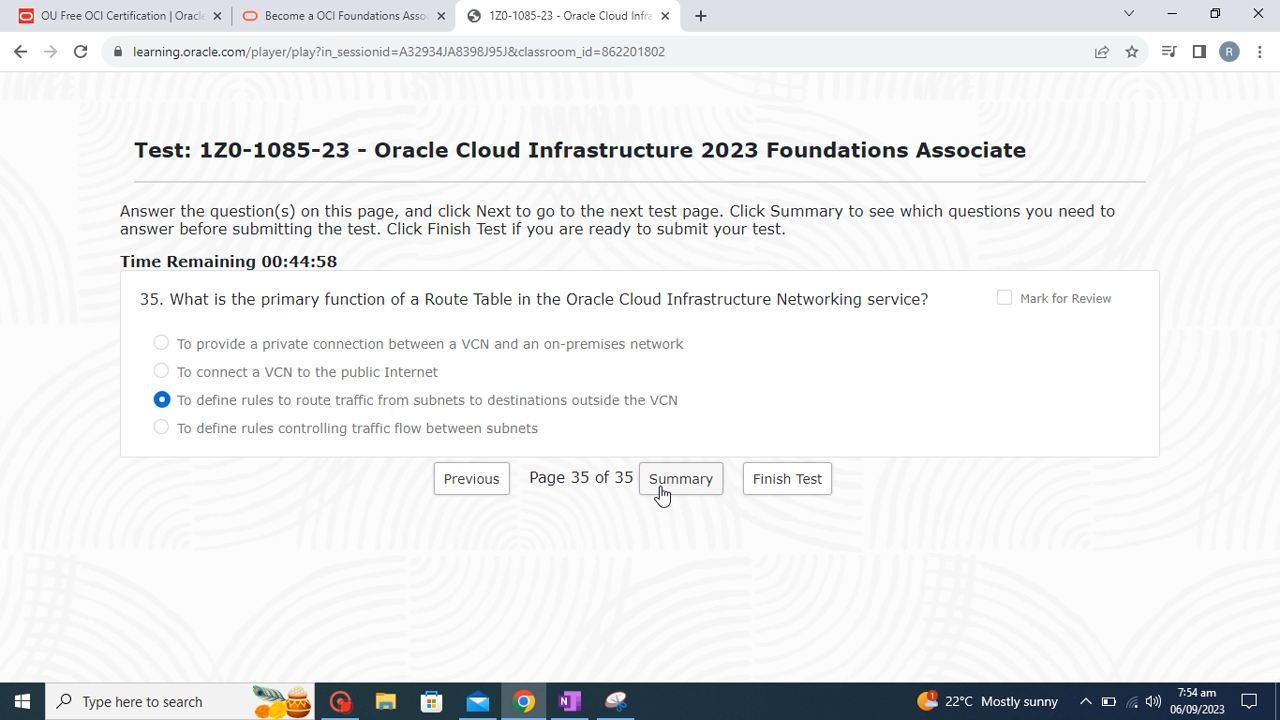 OU Free OCI Certification | Oracle
Become a OCI Foundations Asso
1Z0-1085-23 - Oracle Cloud Infra
learning.oracle.com/player/play?in_sessionid=A32934JA8398J95J&classroom_id=862201802
R
Test: 1Z0-1085-23 - Oracle Cloud Infrastructure 2023 Foundations Associate
Answer the question(s) on this page, and click Next to go to the next test page. Click Summary to see which questions you need to
answer before submitting the test. Click Finish Test if you are ready to submit your test.
Time Remaining 00:44:58
35. What is the primary function of a Route Table in the Oracle Cloud Infrastructure Networking service?
Mark for Review
To provide a private connection between a VCN and an on-premises network
To connect a VCN to the public Internet
To define rules to route traffic from subnets to destinations outside the VCN
To define rules controlling traffic flow between subnets
Previous
Page 35 of 35
Summary
Finish Test
Type here to search
1
22°C Mostly sunny
7:54 am
06/09/2023